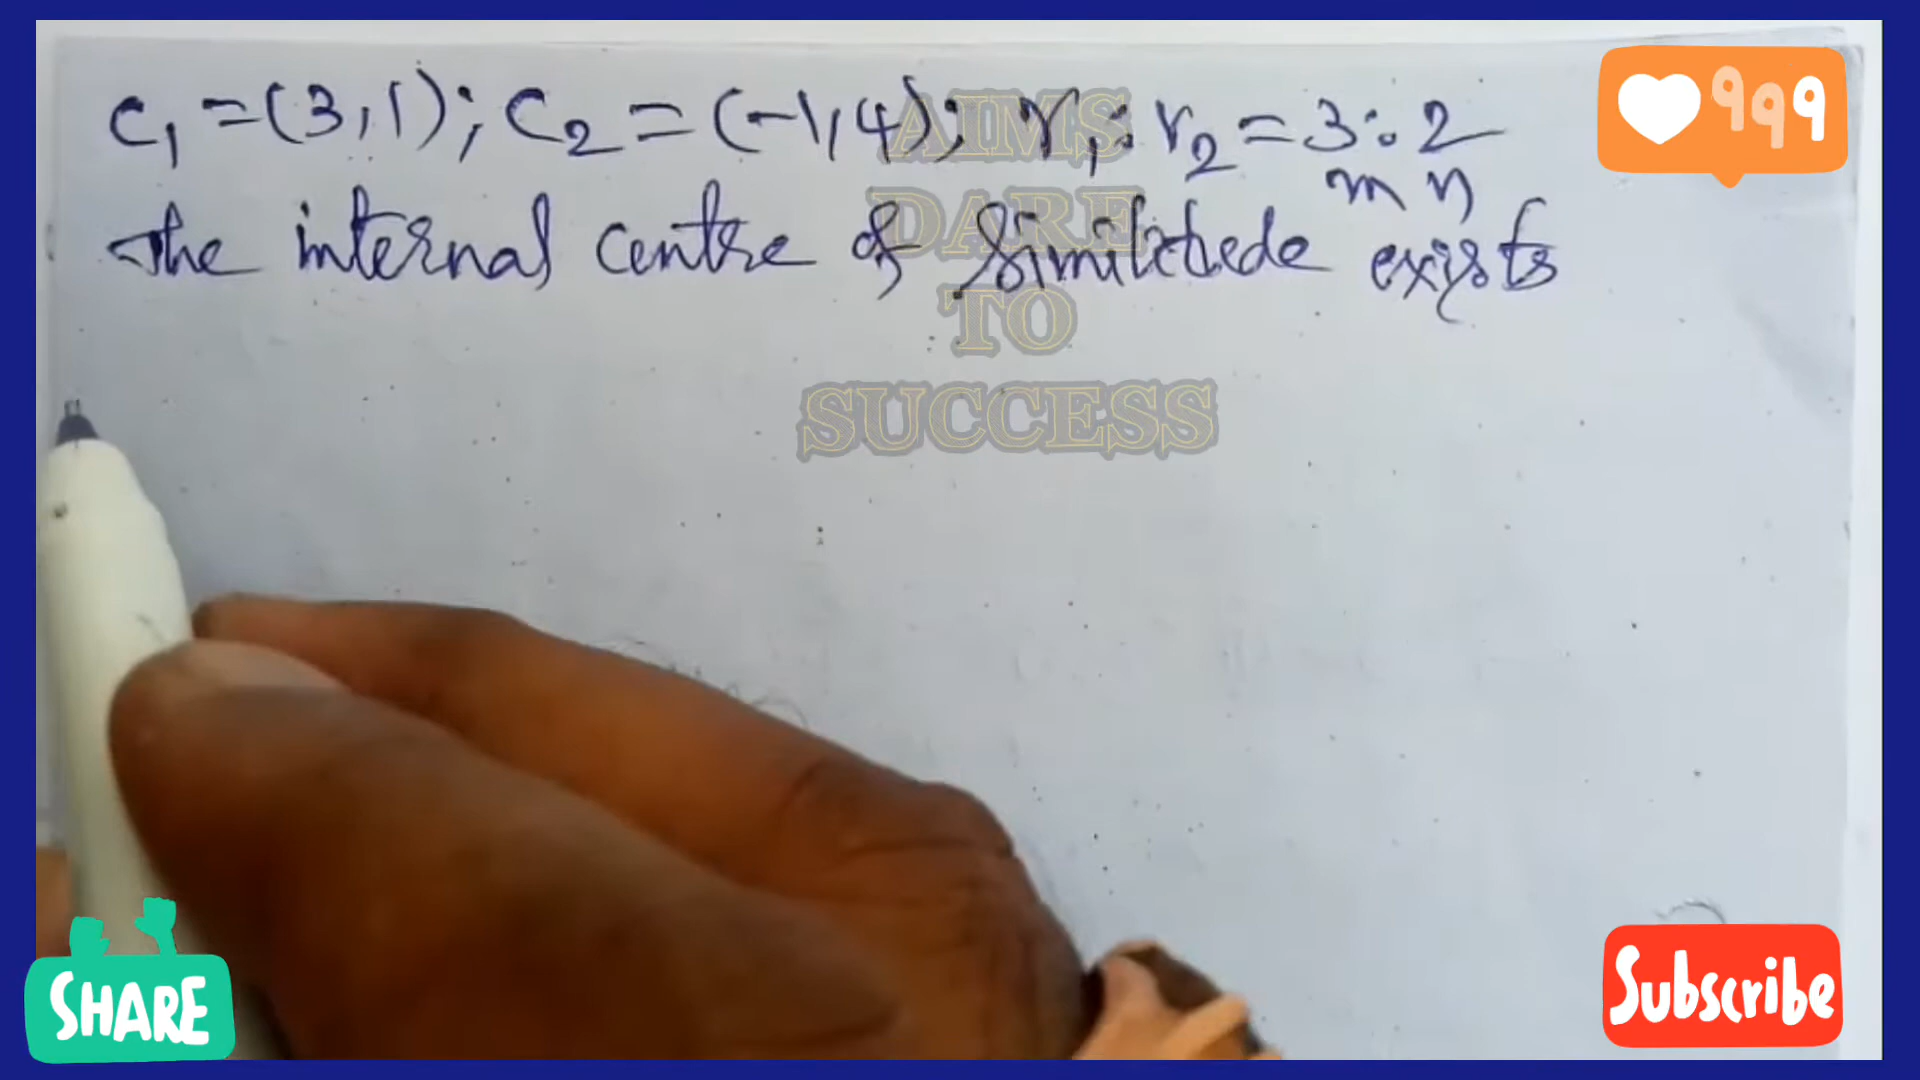 C₁ = (3,1); C₂ = (-1,4); r₁ : r₂ = 3 : 2
m n
The internal centre of Similitude exists
AIMS
DARE
TO
SUCCESS
999
SHARE
Subscribe